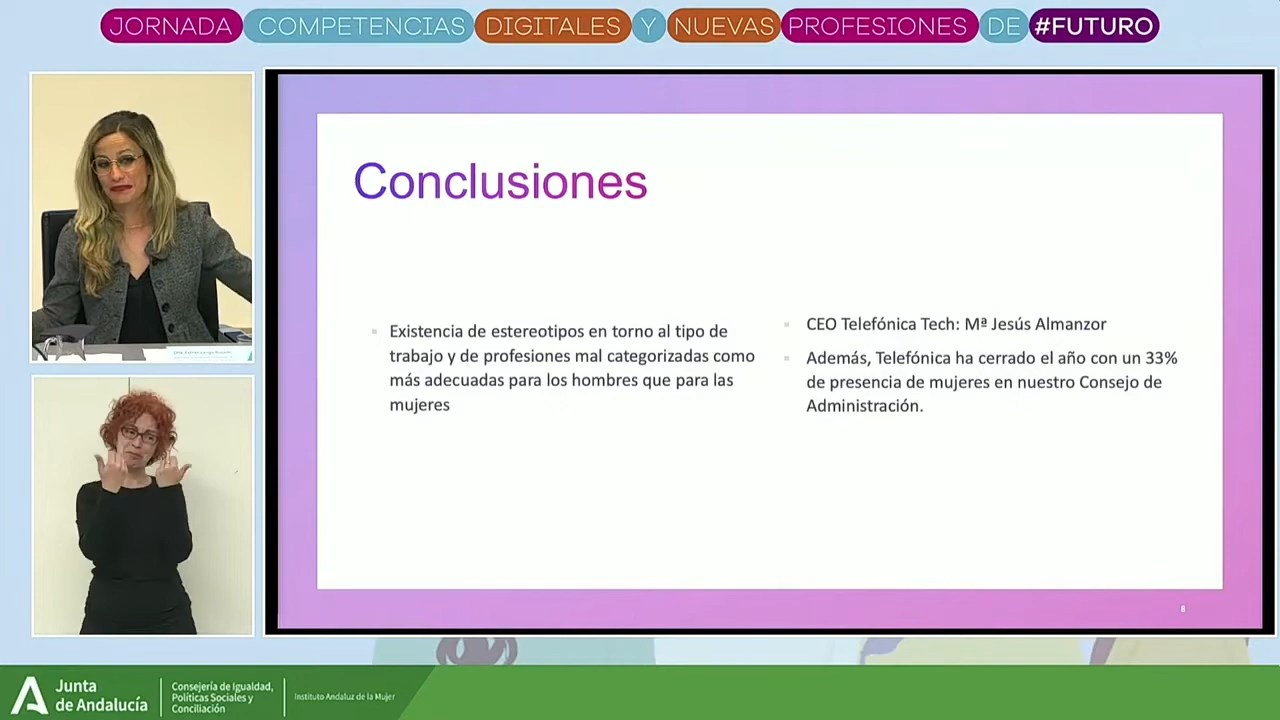 JORNADA COMPETENCIAS DIGITALES Y NUEVAS PROFESIONES DE #FUTURO
Conclusiones
Existencia de estereotipos en torno al tipo de
trabajo y de profesiones mal categorizadas como
más adecuadas para los hombres que para las
mujeres
CEO Telefónica Tech: Mª Jesús Almanzor
Además, Telefónica ha cerrado el año con un 33%
de presencia de mujeres en nuestro Consejo de
Administración.
8
Junta
de Andalucía
Consejería de Igualdad,
Políticas Sociales y
Conciliación
Instituto Andaluz de la Mujer